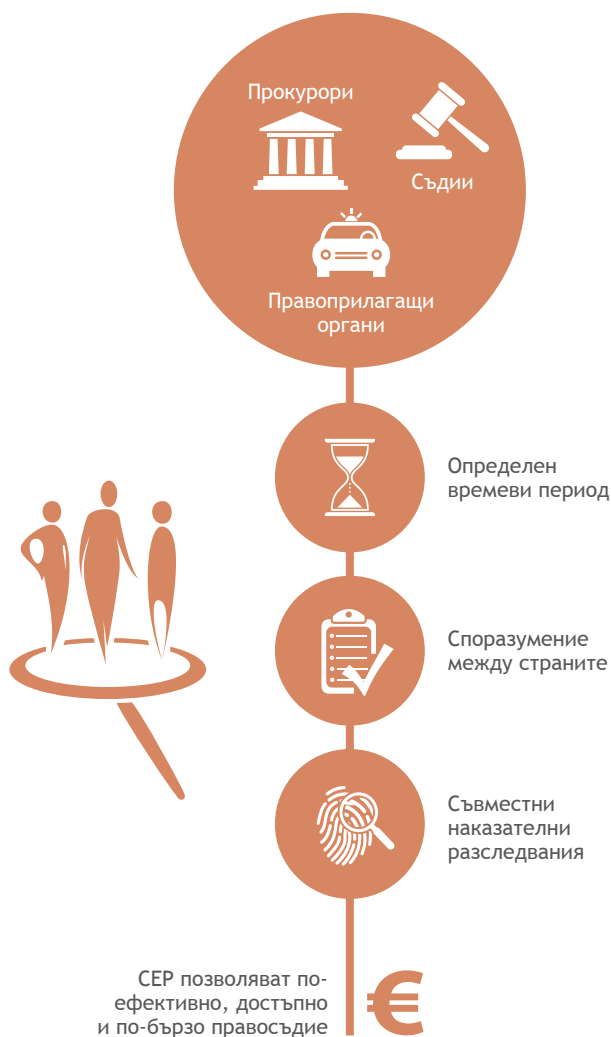 Прокурори
Съдии
Правоприлагащи
органи
Определен
времеви период
Споразумение
между страните
Съвместни
наказателни
разследвания
СЕР позволяват по-
ефективно, достъпно
и по-бързо правосъдие
€